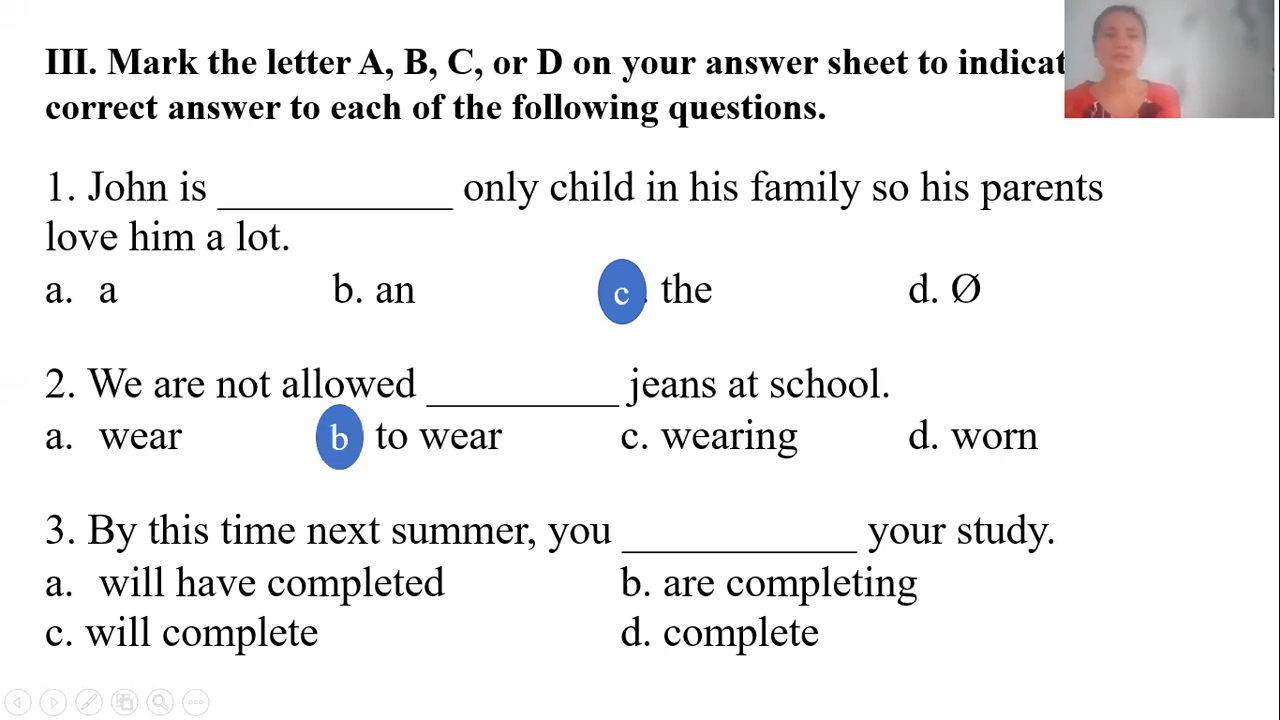 III. Mark the letter A, B, C, or D on your answer sheet to indicat
correct answer to each of the following questions.
1. John is ___________ only child in his family so his parents
love him a lot.
a. a b. an c. the d. Ø
2. We are not allowed _________ jeans at school.
a. wear b to wear c. wearing d. worn
3. By this time next summer, you ___________ your study.
a. will have completed b. are completing
c. will complete d. complete